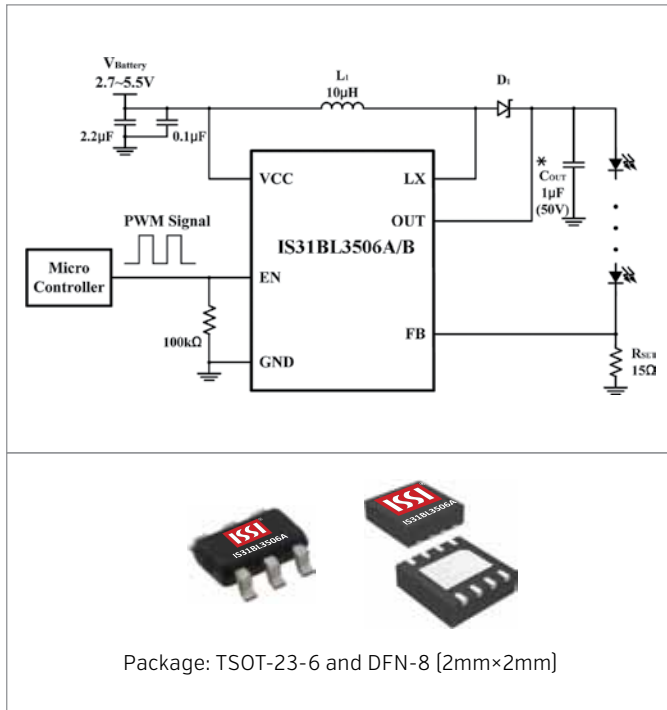 VBattery
2.7~5.5V
2.2µF
0.1µF
L1
10µH
D1
VCC
LX
*
COUT
1µF
(50V)
OUT
PWM Signal
IS31BL3506A/B
Micro
Controller
EN
FB
100kΩ
GND
RSET
15Ω
ISSI
IS31BL3506A
ISSI
IS31BL3506A
Package: TSOT-23-6 and DFN-8 (2mm×2mm)